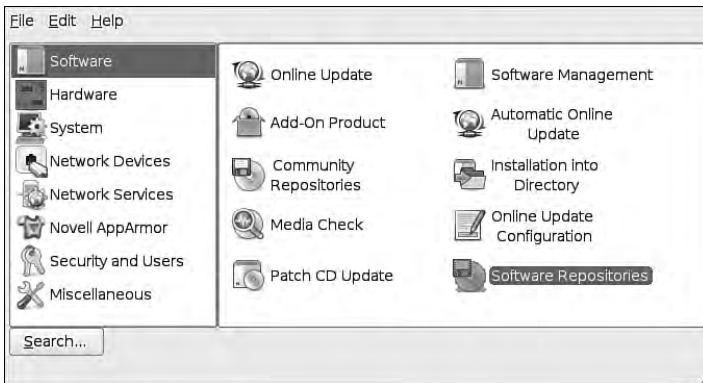 File Edit Help
Software
Hardware
System
Network Devices
Network Services
Novell AppArmor
Security and Users
Miscellaneous
Online Update
Add-On Product
Community
Repositories
Media Check
Patch CD Update
Software Management
Automatic Online
Update
Installation into
Directory
Online Update
Configuration
Software Repositories
Search...